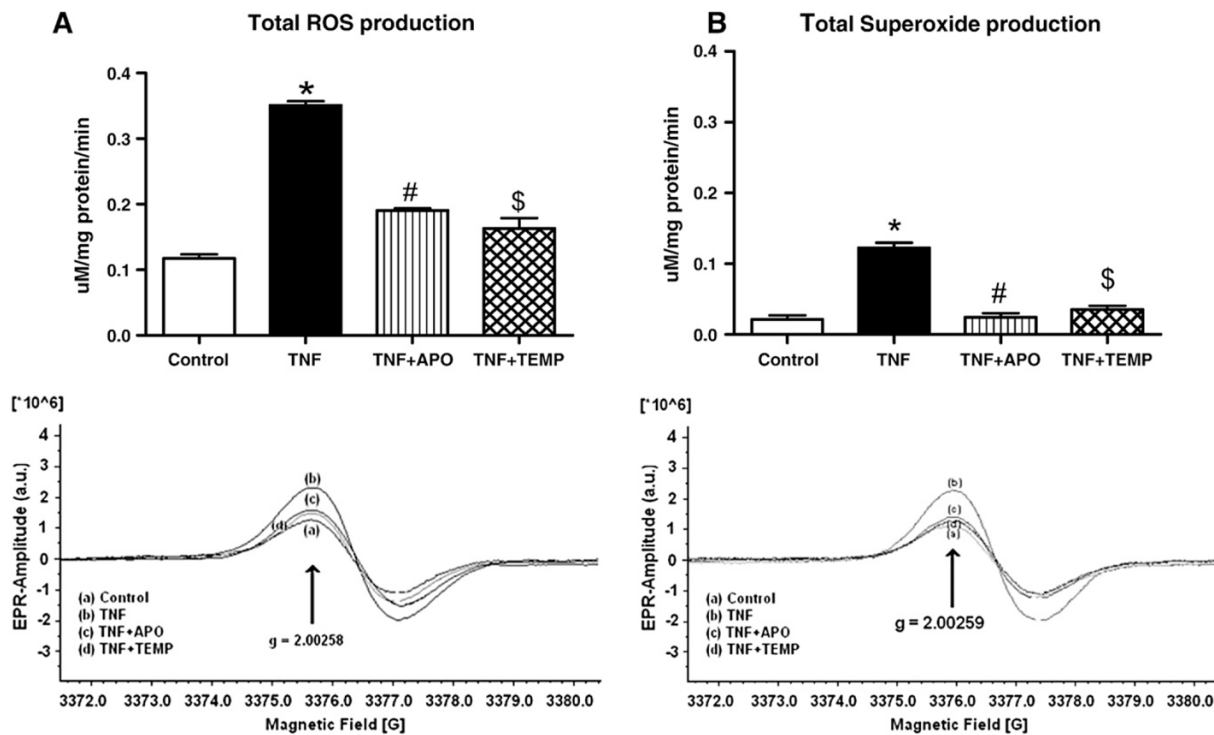 A
Total ROS production
uM/mg protein/min
0.4
0.3
0.2
0.1
0.0
*
#
$
Control
TNF
TNF+APO
TNF+TEMP
[*10^6]
EPR-Amplitude (a.u.)
4
3
2
1
0
-1
-2
-3
(b)
(c)
(d)
(a)
(a) Control
(b) TNF
(c) TNF+APO
(d) TNF+TEMP
g = 2.00258
3372.0 3373.0 3374.0 3375.0 3376.0 3377.0 3378.0 3379.0 3380.0
Magnetic Field [G]
B
Total Superoxide production
uM/mg protein/min
0.4
0.3
0.2
0.1
0.0
*
#
$
Control
TNF
TNF+APO
TNF+TEMP
[*10^6]
EPR-Amplitude (a.u.)
4
3
2
1
0
-1
-2
-3
(b)
(c)
(d)
(a)
(a) Control
(b) TNF
(c) TNF+APO
(d) TNF+TEMP
g = 2.00259
3372.0 3373.0 3374.0 3375.0 3376.0 3377.0 3378.0 3379.0 3380.0
Magnetic Field [G]